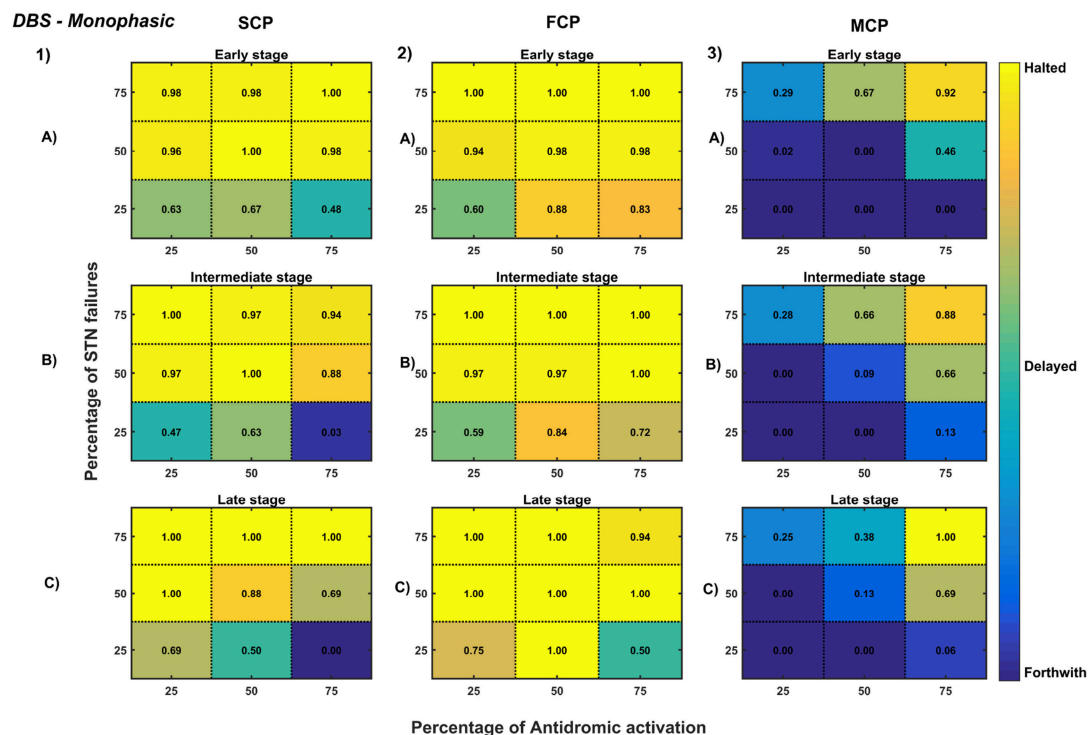 DBS - Monophasic
SCP FCP MCP
1) Early stage 2) Early stage 3) Early stage
Halted
75 0.98 0.98 1.00 75 1.00 1.00 1.00 75 0.29 0.67 0.92
A) 50 0.96 1.00 0.98 A) 50 0.94 0.98 0.98 A) 50 0.02 0.00 0.46
25 0.63 0.67 0.48 25 0.60 0.88 0.83 25 0.00 0.00 0.00
25 50 75 25 50 75 25 50 75
Percentage of STN failures
Intermediate stage Intermediate stage Intermediate stage
75 1.00 0.97 0.94 75 1.00 1.00 1.00 75 0.28 0.66 0.88
B) 50 0.97 1.00 0.88 B) 50 0.97 0.97 1.00 B) 50 0.00 0.09 0.66
Delayed
25 0.47 0.63 0.03 25 0.59 0.84 0.72 25 0.00 0.00 0.13
25 50 75 25 50 75 25 50 75
Late stage Late stage Late stage
75 1.00 1.00 1.00 75 1.00 1.00 0.94 75 0.25 0.38 1.00
C) 50 1.00 0.88 0.69 C) 50 1.00 1.00 1.00 C) 50 0.00 0.13 0.69
25 0.69 0.50 0.00 25 0.75 1.00 0.50 25 0.00 0.00 0.06
Forthwith
25 50 75 25 50 75 25 50 75
Percentage of Antidromic activation